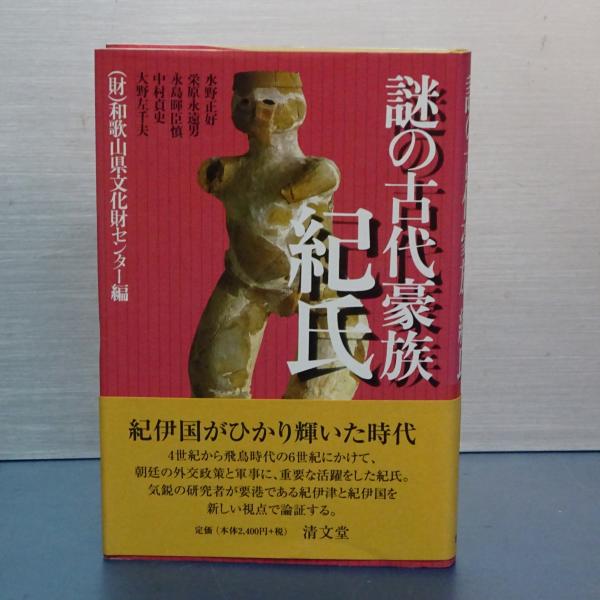 謎の古代豪族
紀氏
水野正好
栄原永遠男
永島暉臣慎
中村貞史
大野左千夫
(財)和歌山県文化財センター編
紀伊国がひかり輝いた時代
4世紀から飛鳥時代の6世紀にかけて、
朝廷の外交政策と軍事に、重要な活躍をした紀氏。
気鋭の研究者が要港である紀伊津と紀伊国を
新しい視点で論証する。
定価(本体2,400円+税) 清文堂